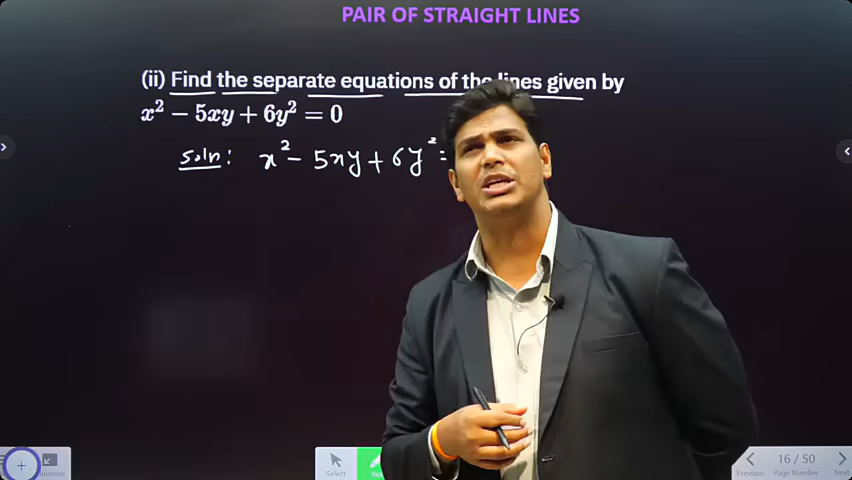 PAIR OF STRAIGHT LINES
(ii) Find the separate equations of the lines given by
x² − 5xy + 6y² = 0
Soln: x² − 5xy + 6y² =
Select
16 / 50
Previous Page Number Next